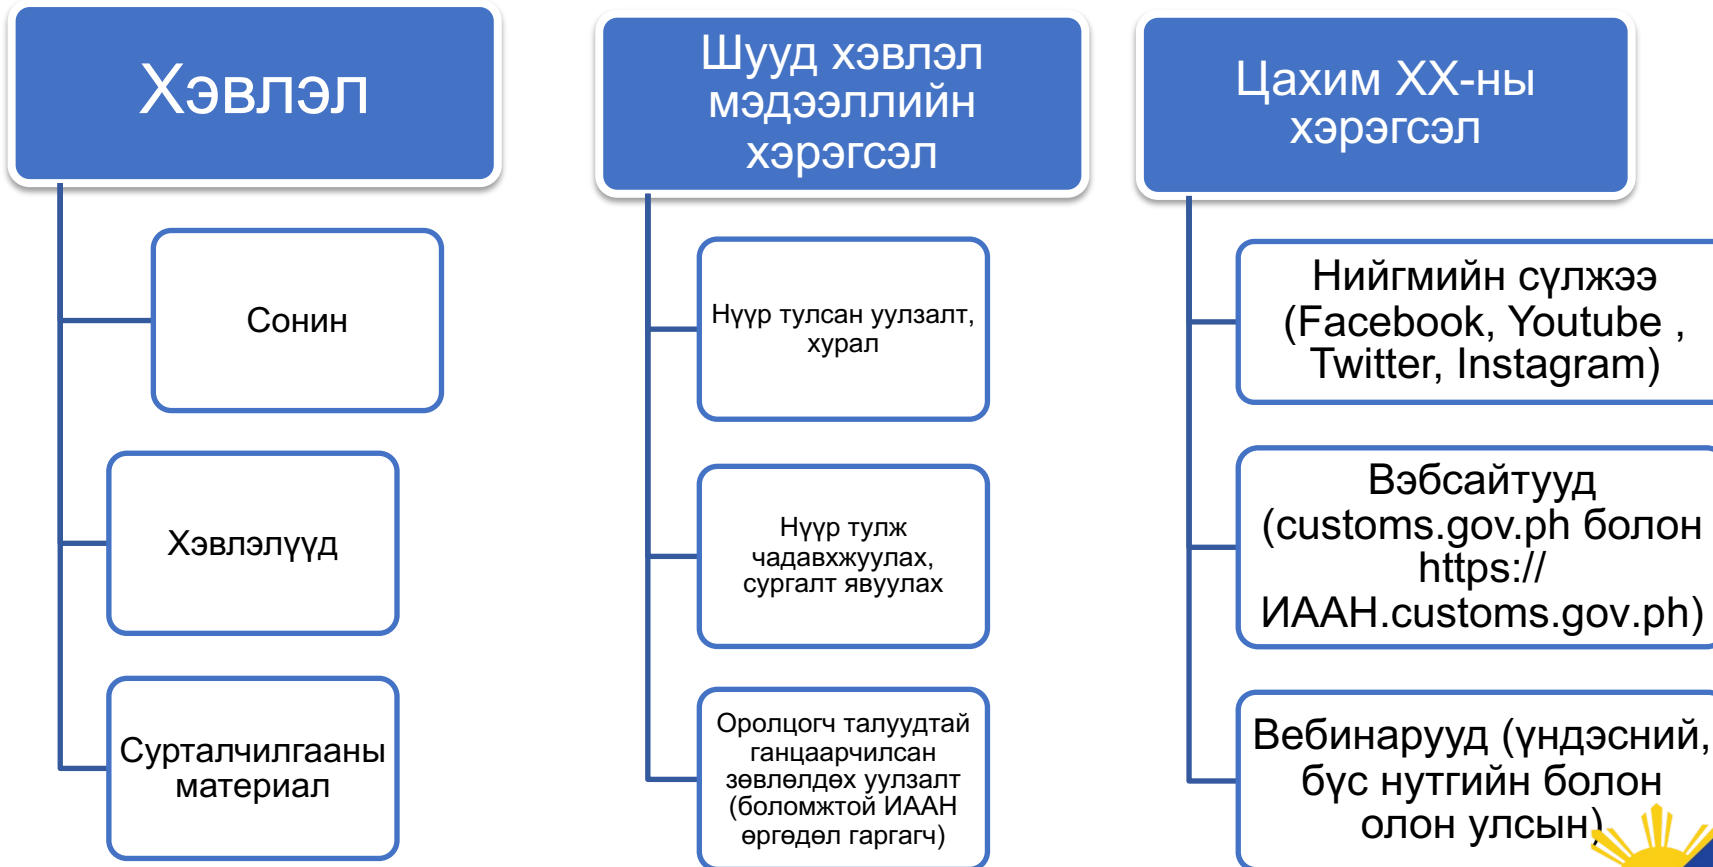 Хэвлэл
Сонин
Хэвлэлүүд
Сурталчилгааны
материал
Шууд хэвлэл
мэдээллийн
хэрэгсэл
Нүүр тулсан уулзалт,
хурал
Нүүр тулж
чадавхжуулах,
сургалт явуулах
Оролцогч талуудтай
ганцаарчилсан
зөвлөлдөх уулзалт
(боломжтой ИААН
өргөдөл гаргагч)
Цахим ХХ-ны
хэрэгсэл
Нийгмийн сүлжээ
(Facebook, Youtube ,
Twitter, Instagram)
Вэбсайтууд
(customs.gov.ph болон
https://
ИААН.customs.gov.ph)
Вебинарууд (үндэсний,
бүс нутгийн болон
олон улсын)